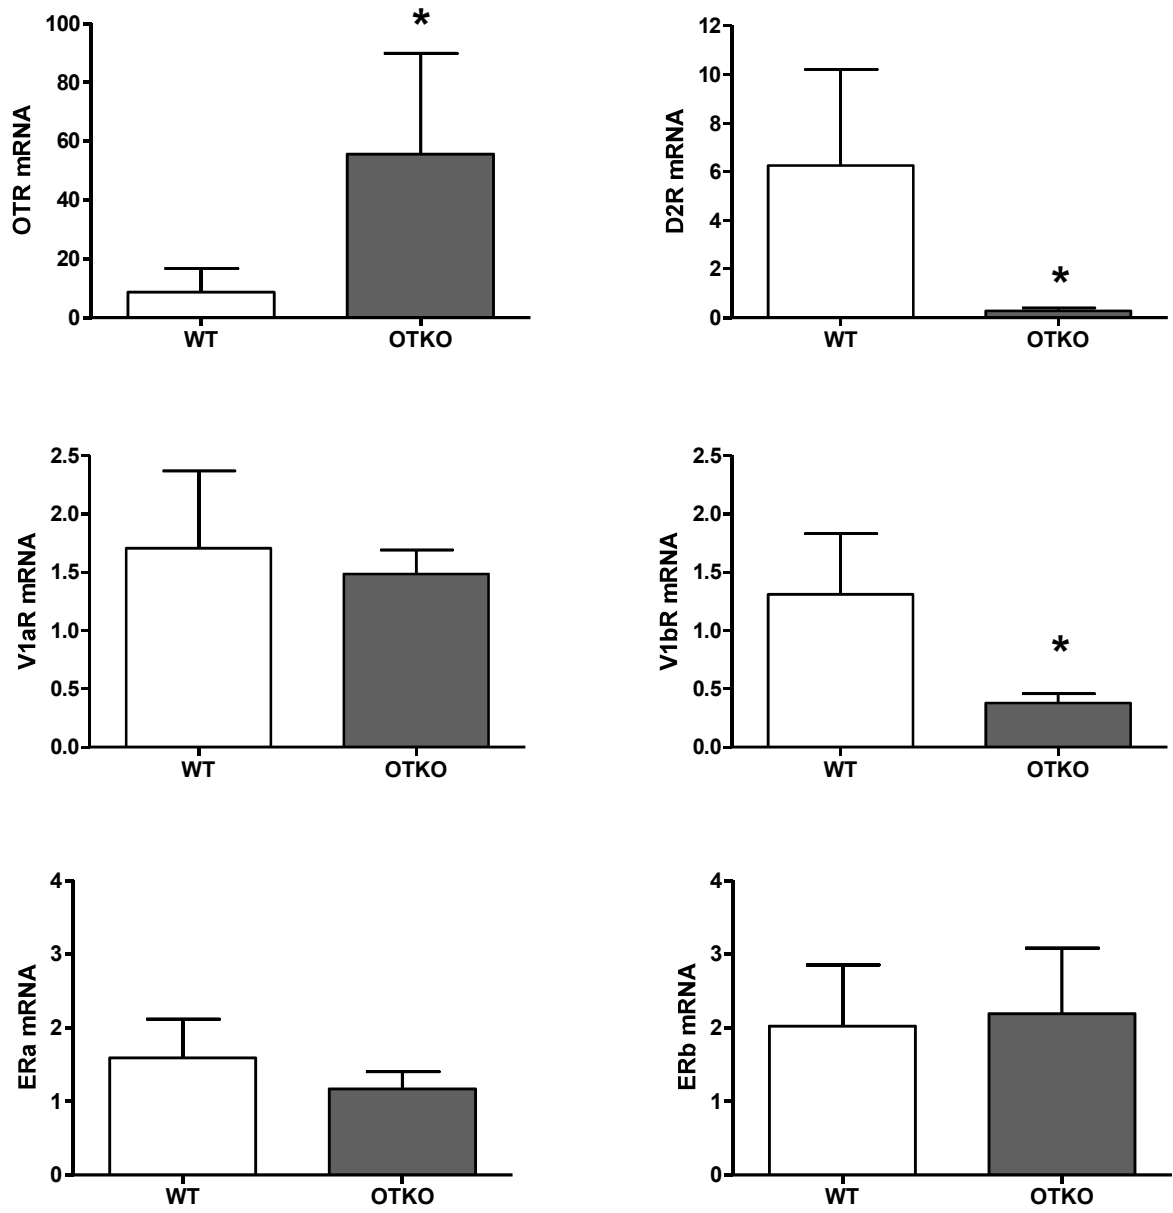 OTR mRNA
100
80
60
40
20
0
*
WT
OTKO
D2R mRNA
12
10
8
6
4
2
0
*
WT
OTKO
V1aR mRNA
2.5
2.0
1.5
1.0
0.5
0.0
WT
OTKO
V1bR mRNA
2.5
2.0
1.5
1.0
0.5
0.0
*
WT
OTKO
ERa mRNA
4
3
2
1
0
WT
OTKO
ERb mRNA
4
3
2
1
0
WT
OTKO